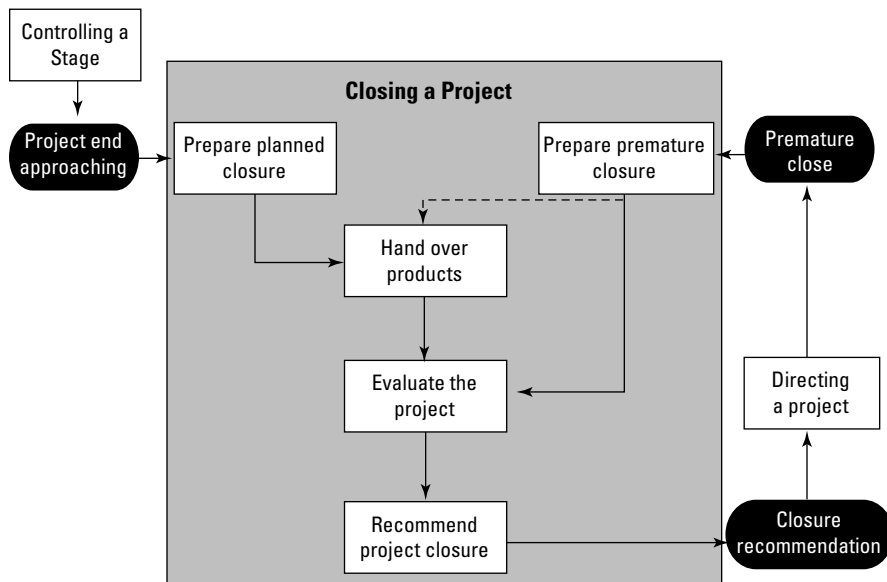 Controlling a
Stage
Closing a Project
Project end
approaching
Prepare planned
closure
Prepare premature
closure
Premature
close
Hand over
products
Evaluate the
project
Directing
a project
Recommend
project closure
Closure
recommendation